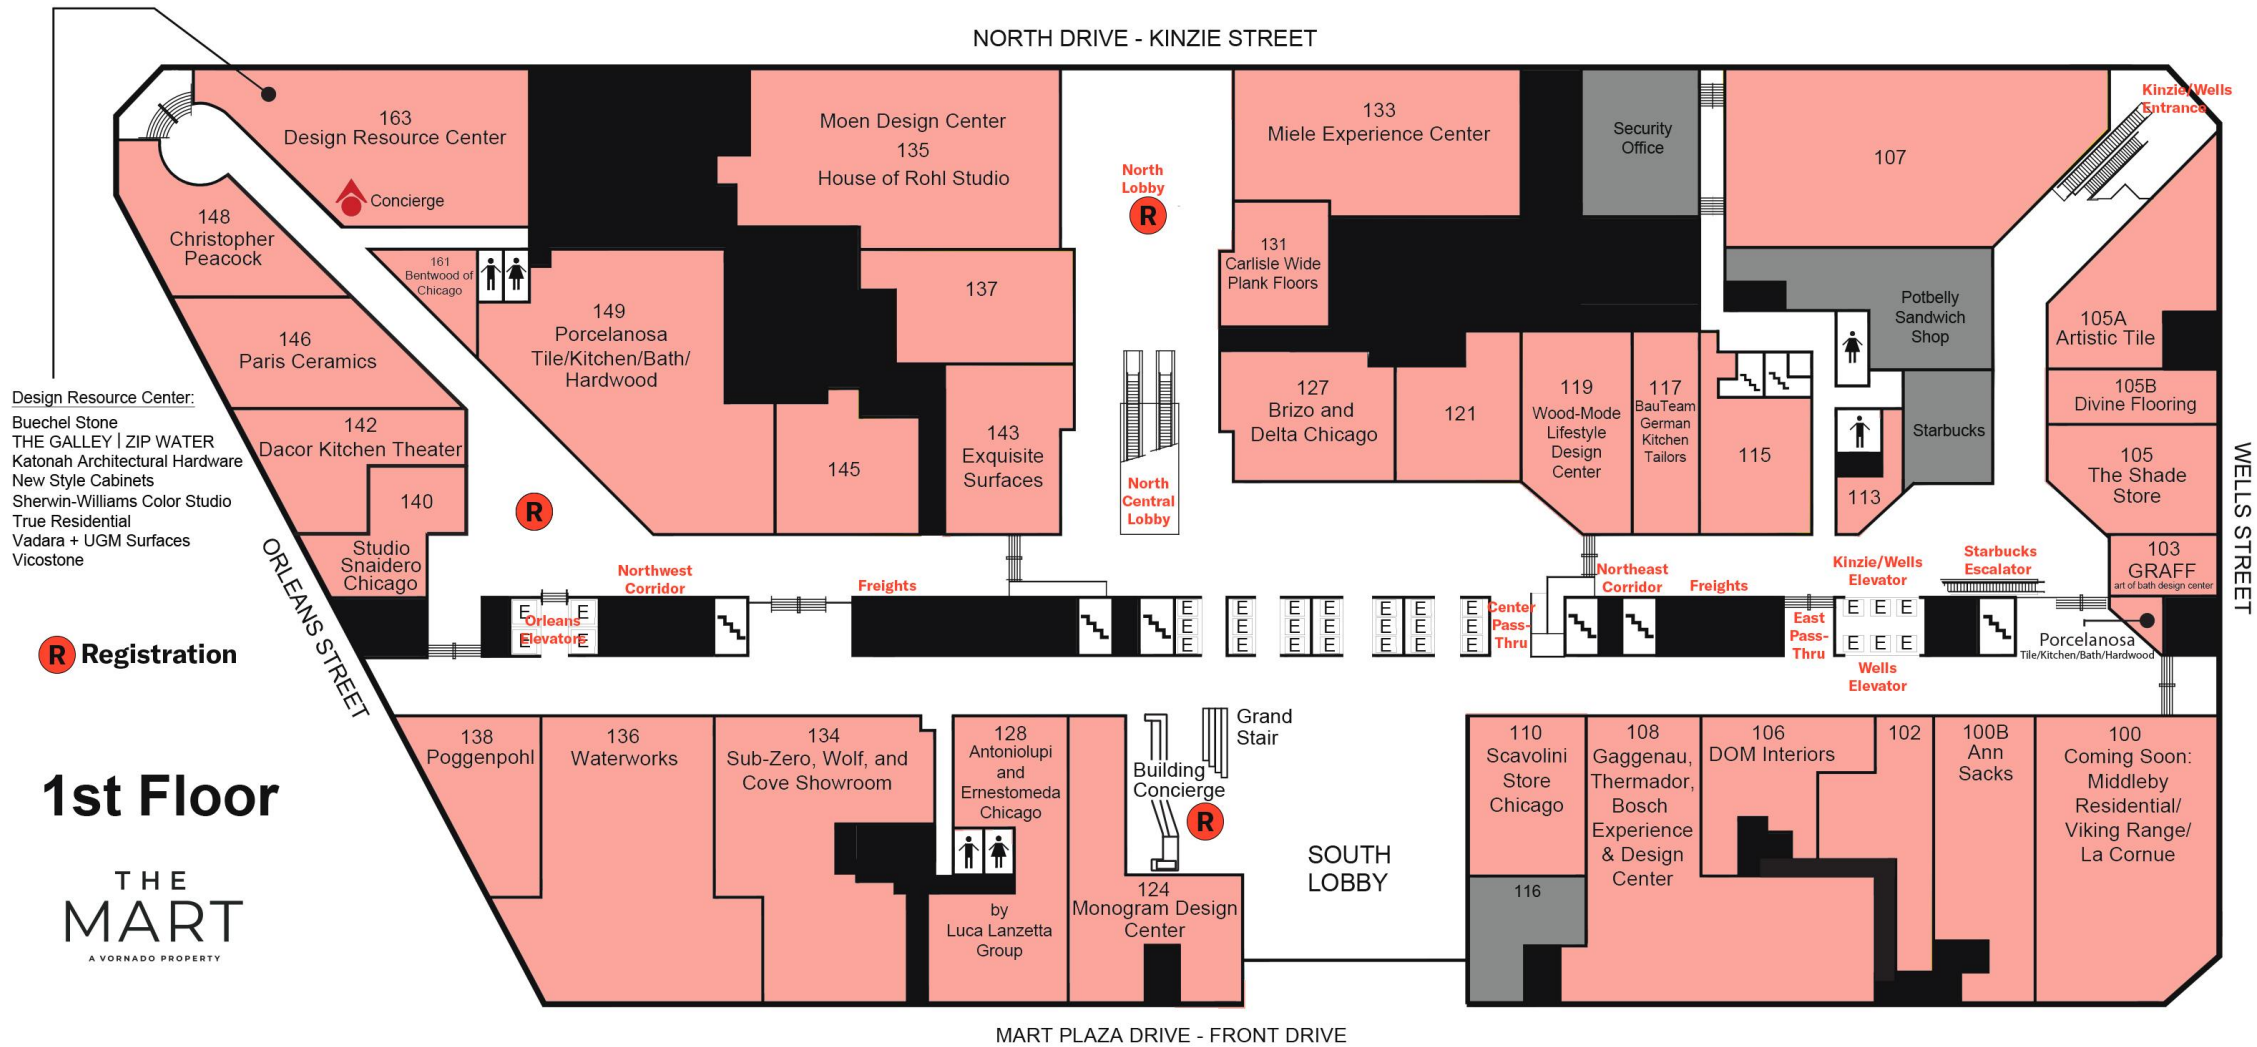 NORTH DRIVE - KINZIE STREET
163
Design Resource Center
Concierge
Moen Design Center
135
House of Rohl Studio
North
Lobby
R
133
Miele Experience Center
Security
Office
107
Kinzie/Wells
Entrance
148
Christopher
Peacock
161
Bentwood of
Chicago
149
Porcelanosa
Tile/Kitchen/Bath/
Hardwood
137
131
Carlisle Wide
Plank Floors
Potbelly
Sandwich
Shop
105A
Artistic Tile
146
Paris Ceramics
105B
Divine Flooring
Design Resource Center:
Buechel Stone
THE GALLEY | ZIP WATER
Katonah Architectural Hardware
New Style Cabinets
Sherwin-Williams Color Studio
True Residential
Vadara + UGM Surfaces
Vicostone
142
Dacor Kitchen Theater
140
Studio
Snaidero
Chicago
R
145
143
Exquisite
Surfaces
North
Central
Lobby
127
Brizo and
Delta Chicago
121
119
Wood-Mode
Lifestyle
Design
Center
117
BauTeam
German
Kitchen
Tailors
115
113
Starbucks
105
The Shade
Store
WELLS STREET
103
GRAFF
art of bath design center
ORLEANS STREET
Northwest
Corridor
Freights
Northeast
Corridor
Freights
Kinzie/Wells
Elevator
Starbucks
Escalator
E E
Orleans
Elevators
E E
E E E E E E E
E E E E E E E
E E E E E E E
Center
Pass-
Thru
East
Pass-
Thru
E E E
E E E
Wells
Elevator
Porcelanosa
Tile/Kitchen/Bath/Hardwood
R Registration
1st Floor
THE
MART
A VORNADO PROPERTY
138
Poggenpohl
136
Waterworks
134
Sub-Zero, Wolf, and
Cove Showroom
128
Antoniolupi
and
Ernestomeda
Chicago
by
Luca Lanzetta
Group
Grand
Stair
Building
Concierge
R
124
Monogram Design
Center
SOUTH
LOBBY
110
Scavolini
Store
Chicago
116
108
Gaggenau,
Thermador,
Bosch
Experience
& Design
Center
106
DOM Interiors
102
100B
Ann
Sacks
100
Coming Soon:
Middleby
Residential/
Viking Range/
La Cornue
MART PLAZA DRIVE - FRONT DRIVE